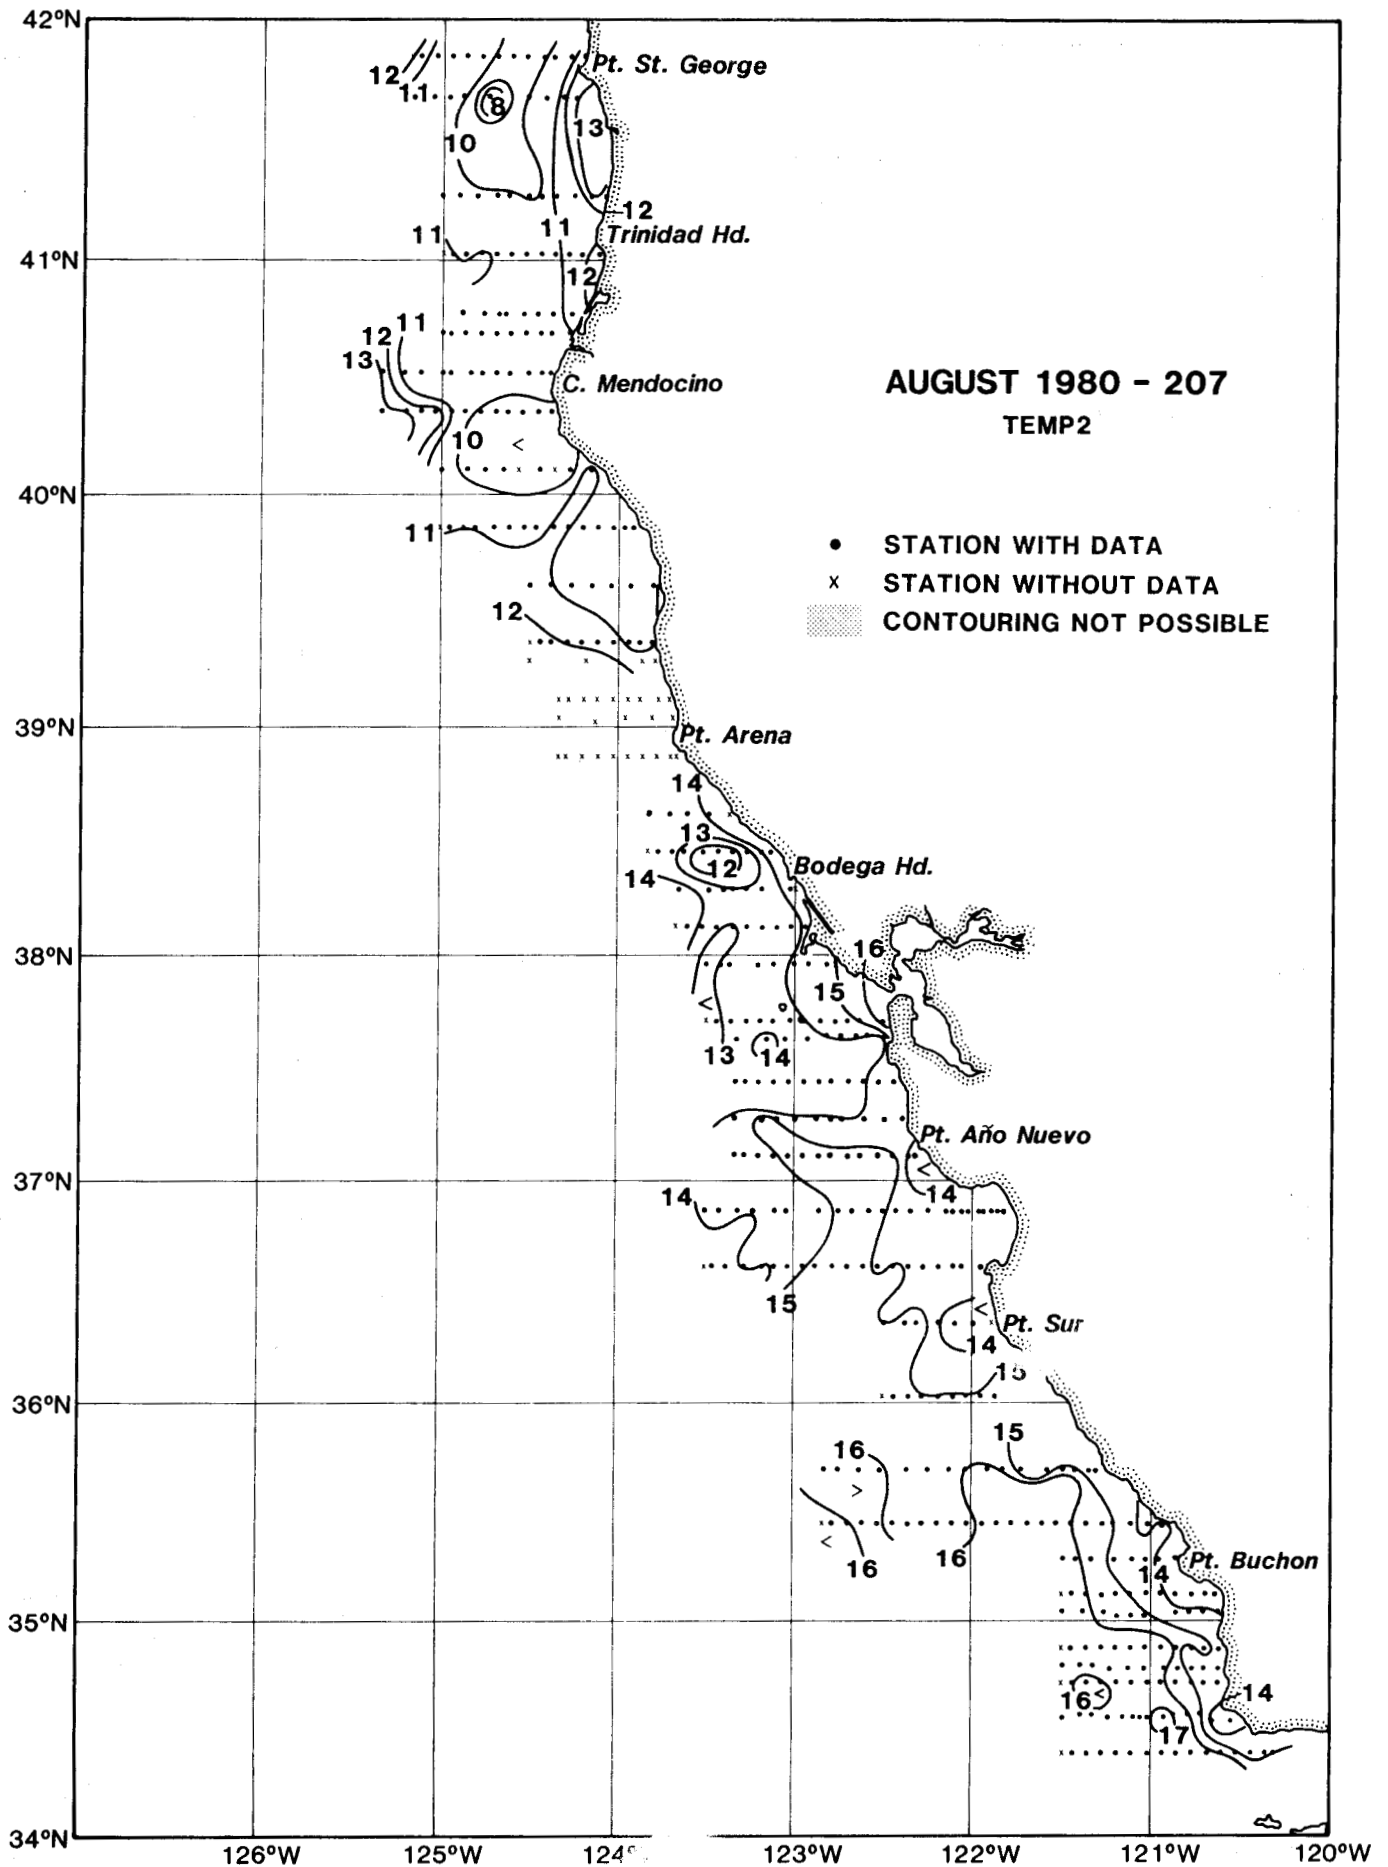 42°N
Pt. St. George
12
11
8
13
10
12
11
11
Trinidad Hd.
41°N
12
11
12
13
C. Mendocino
AUGUST 1980 - 207
TEMP2
10
<
40°N
11
• STATION WITH DATA
x STATION WITHOUT DATA
CONTOURING NOT POSSIBLE
12
39°N
Pt. Arena
14
13
12
Bodega Hd.
14
38°N
16
15
<
13
14
Pt. Año Nuevo
<
37°N
14
14
15
<
Pt. Sur
14
15
36°N
15
16
>
<
16
16
Pt. Buchon
14
35°N
16
<
14
17
34°N
126°W
125°W
124°
123°W
122°W
121°W
120°W